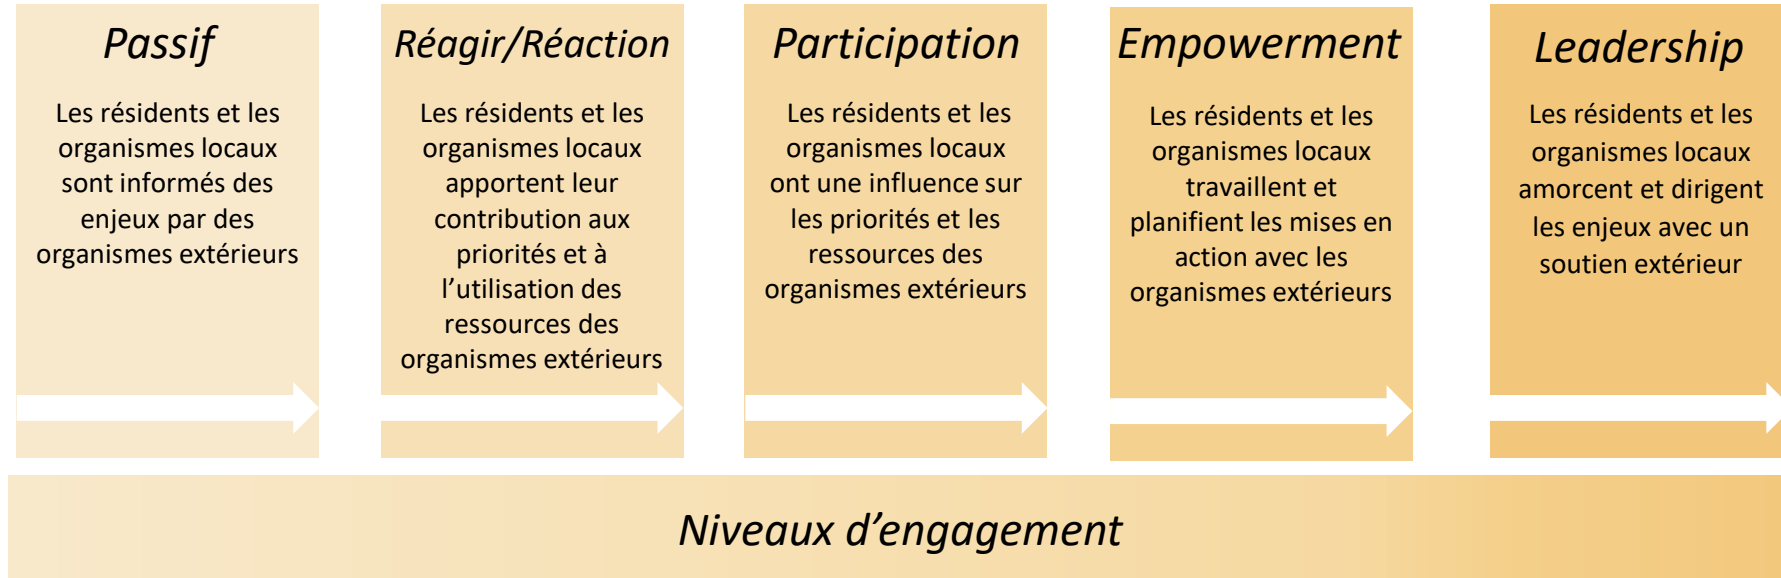 Passif
Les résidents et les
organismes locaux
sont informés des
enjeux par des
organismes extérieurs
Réagir/Réaction
Les résidents et les
organismes locaux
apportent leur
contribution aux
priorités et à
l’utilisation des
ressources des
organismes extérieurs
Participation
Les résidents et les
organismes locaux
ont une influence sur
les priorités et les
ressources des
organismes extérieurs
Empowerment
Les résidents et les
organismes locaux
travaillent et
planifient les mises en
action avec les
organismes extérieurs
Leadership
Les résidents et les
organismes locaux
amorcent et dirigent
les enjeux avec un
soutien extérieur
Niveaux d’engagement